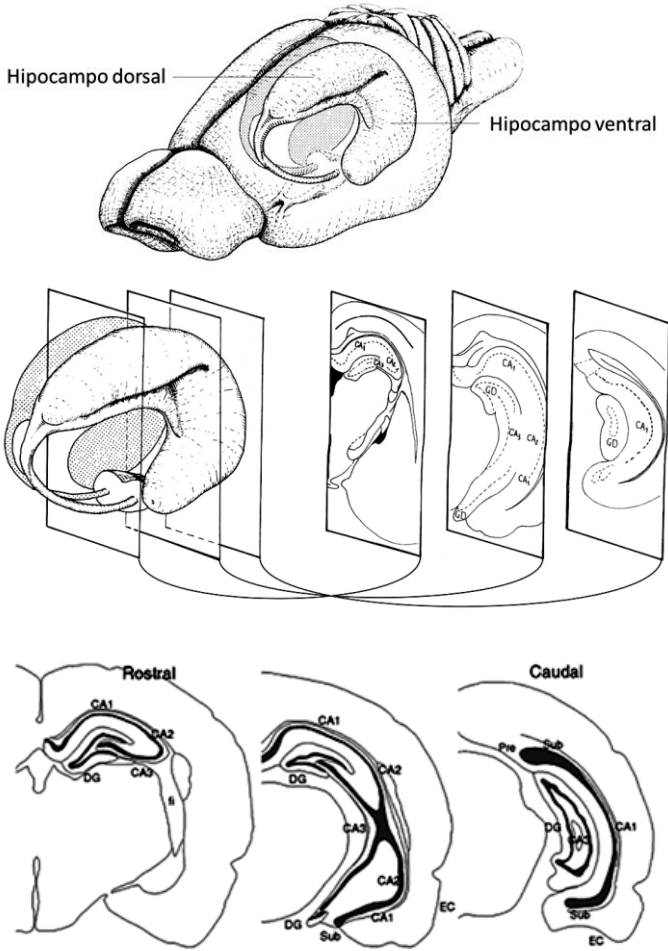 Hipocampo dorsal
Hipocampo ventral
CA1
GD
CA1
GD
CA3
CA2
CA1
GD
GD
CA1
Rostral
CA1
CA2
CA3
DG
fi
CA1
CA2
DG
CA3
CA2
CA1
DG
Sub
EC
Caudal
Pre
Sub
DG
CA3
CA1
Sub
EC